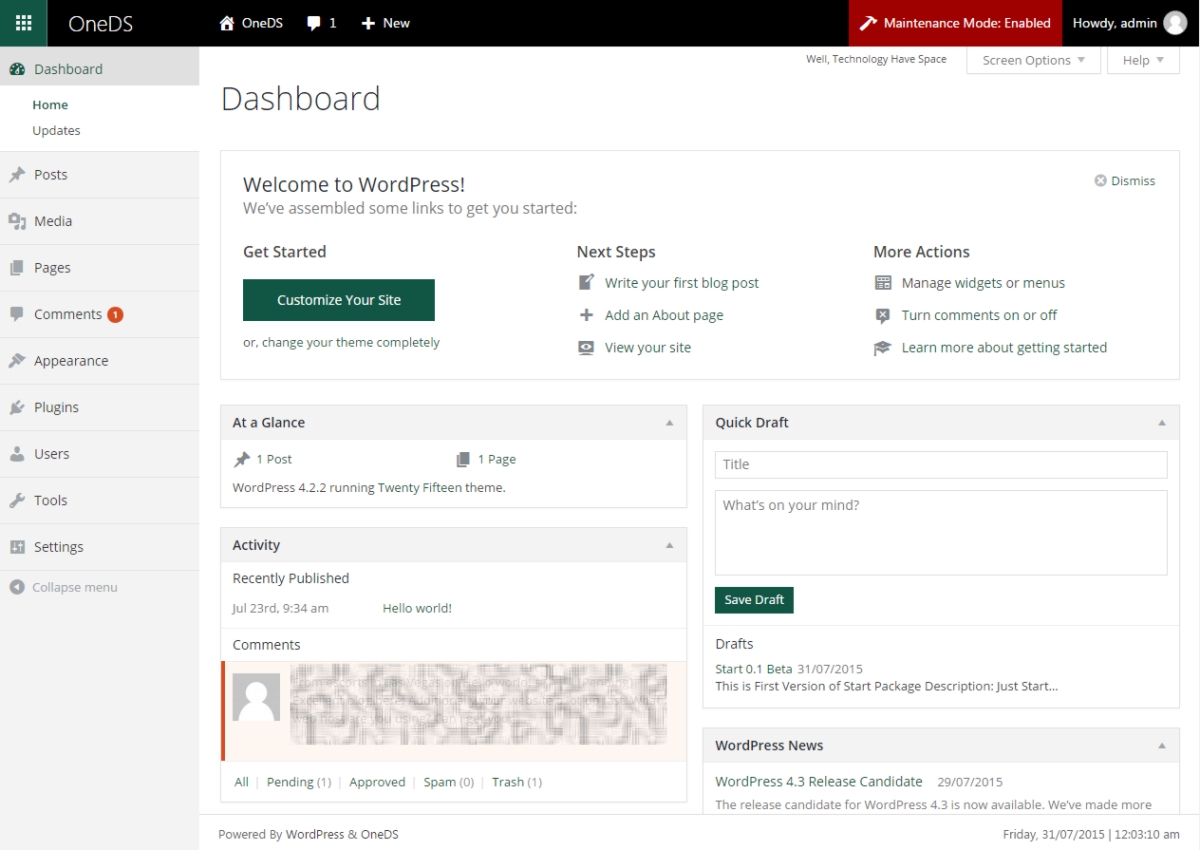 OneDS
OneDS
1
New
Maintenance Mode: Enabled
Howdy, admin
Dashboard
Home
Updates
Posts
Media
Pages
Comments 1
Appearance
Plugins
Users
Tools
Settings
Collapse menu
Well, Technology Have Space
Screen Options
Help
Dashboard
Welcome to WordPress!
Dismiss
We've assembled some links to get you started:
Get Started
Customize Your Site
or, change your theme completely
Next Steps
Write your first blog post
Add an About page
View your site
More Actions
Manage widgets or menus
Turn comments on or off
Learn more about getting started
At a Glance
1 Post
1 Page
WordPress 4.2.2 running Twenty Fifteen theme.
Activity
Recently Published
Jul 23rd, 9:34 am
Hello world!
Comments
All | Pending (1) | Approved | Spam (0) | Trash (1)
Quick Draft
Title
What's on your mind?
Save Draft
Drafts
Start 0.1 Beta 31/07/2015
This is First Version of Start Package Description: Just Start...
WordPress News
WordPress 4.3 Release Candidate 29/07/2015
The release candidate for WordPress 4.3 is now available. We've made more
Powered By WordPress & OneDS
Friday, 31/07/2015 | 12:03:10 am